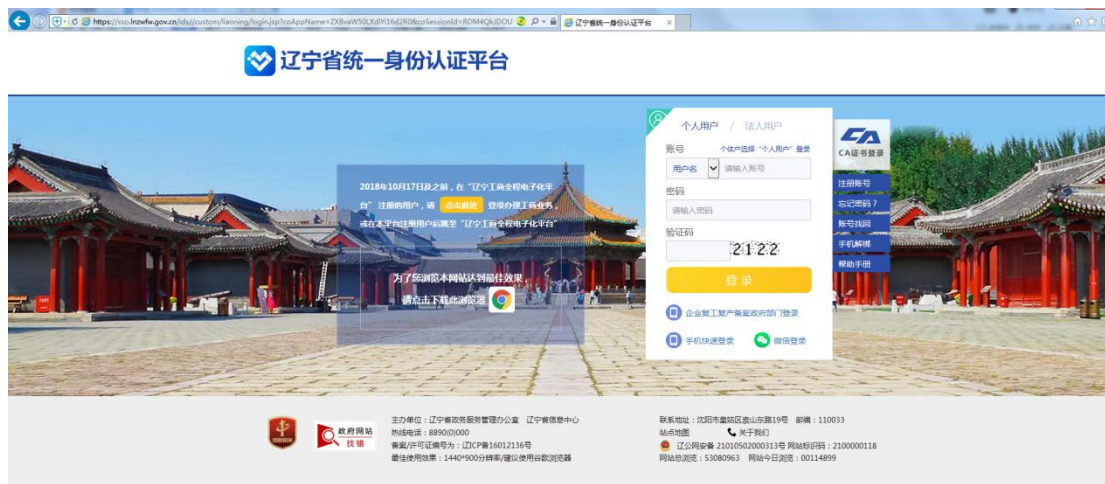 https://sso.lnzwfw.gov.cn/ids/custom/liaoning/login.jsp?coAppName=
辽宁省统一身份认证平台
辽宁省统一身份认证平台
个人用户 / 法人用户
账号 个体户选择“个人用户”登录
用户名 请输入账号
密码
请输入密码
验证码
2122
登录
企业复工复产备案政府部门登录
手机快速登录 微信登录
CA
CA证书登录
注册账号
忘记密码？
账号找回
手机解绑
帮助手册
2018年10月17日及之前，在“辽宁工商全程电子化平
台”注册的用户，请 点击此处 登录办理工商业务，
或在本平台注册用户后跳至“辽宁工商全程电子化平台”
为了您浏览本网站达到最佳效果
请点击下载此浏览器
政府网站
找错
主办单位：辽宁省政务服务管理办公室 辽宁省信息中心
热线电话：8890(0)000
备案/许可证编号为：辽ICP备16012136号
最佳使用效果：1440*900分辨率/建议使用谷歌浏览器
联系地址：沈阳市皇姑区崇山东路19号 邮编：110033
站点地图 关于我们
辽公网安备 21010502000313号 网站标识码：2100000118
网站总浏览：53080963 网站今日浏览：00114899